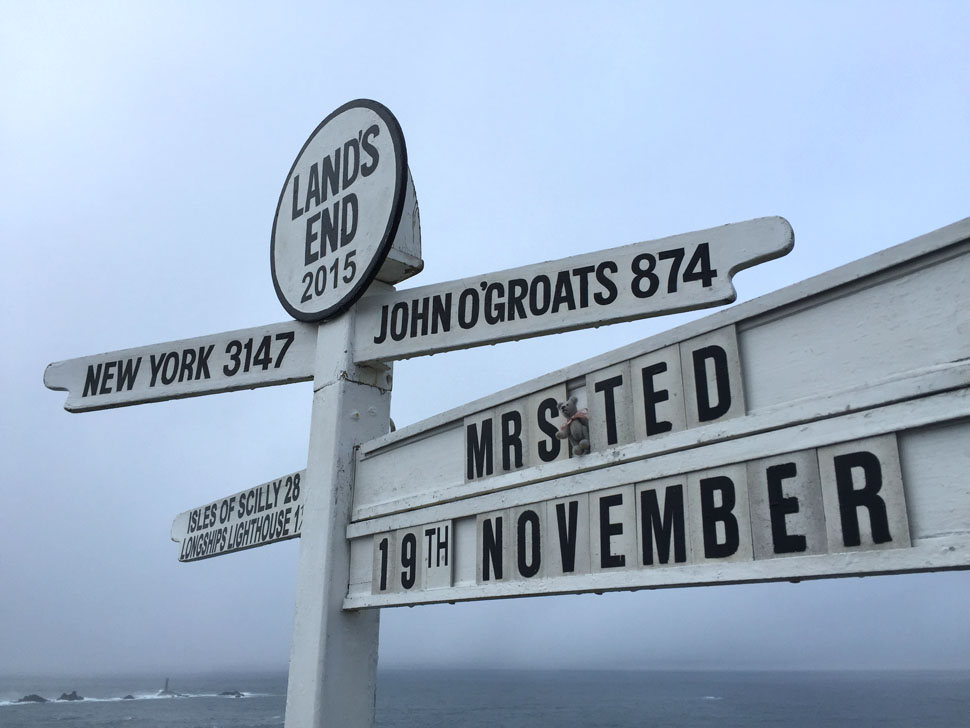 LAND'S
END
2015
JOHN O'GROATS 874
NEW YORK 3147
MRS TED
ISLES OF SCILLY 28
LONGSHIPS LIGHTHOUSE
19TH NOVEMBER